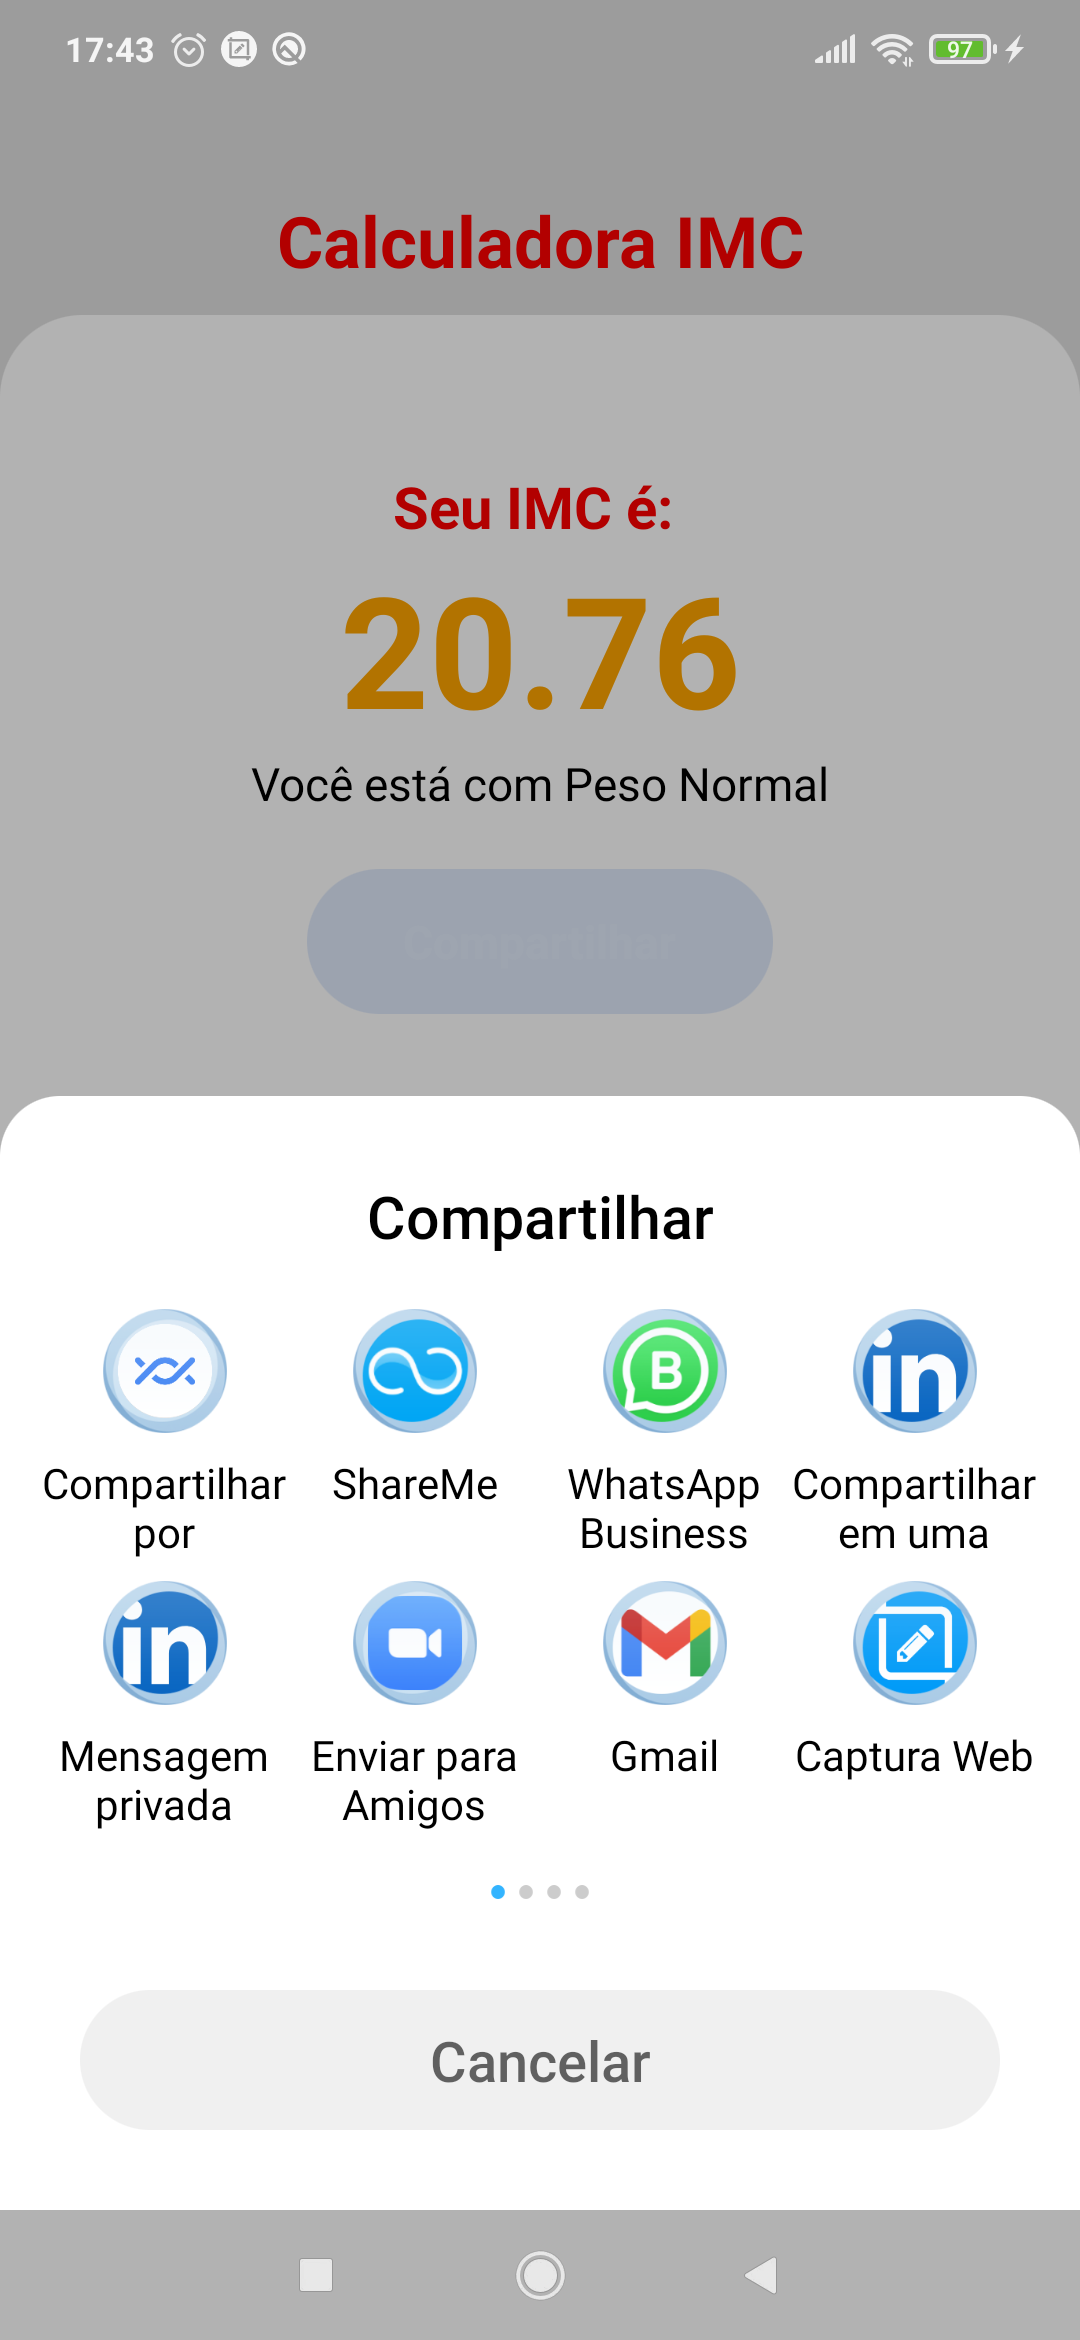 17:43
97
Calculadora IMC
Seu IMC é:
20.76
Você está com Peso Normal
Compartilhar
Compartilhar
Compartilhar por
ShareMe
WhatsApp Business
Compartilhar em uma
Mensagem privada
Enviar para Amigos
Gmail
Captura Web
Cancelar